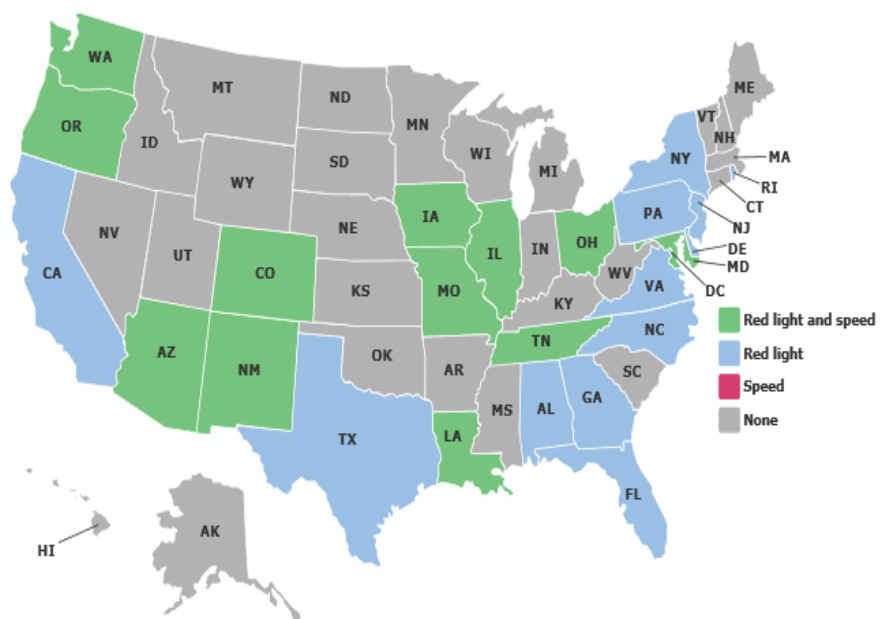 WA
OR
CA
NV
ID
MT
WY
UT
AZ
CO
NM
ND
SD
NE
KS
OK
TX
MN
IA
MO
AR
LA
WI
IL
MS
MI
IN
KY
TN
AL
OH
WV
GA
FL
SC
NC
VA
PA
NY
VT
NH
ME
MA
RI
CT
NJ
DE
MD
DC
HI
AK
Red light and speed
Red light
Speed
None